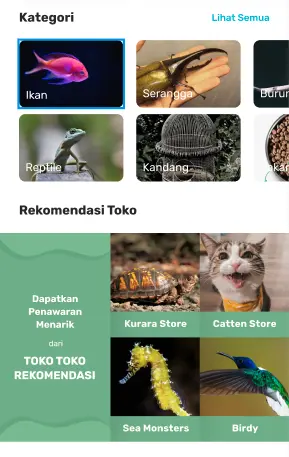 Kategori
Lihat Semua
Ikan
Serangga
Burun
Reptile
Kandang
Rekomendasi Toko
Dapatkan
Penawaran
Menarik
dari
TOKO TOKO
REKOMENDASI
Kurara Store
Catten Store
Sea Monsters
Birdy